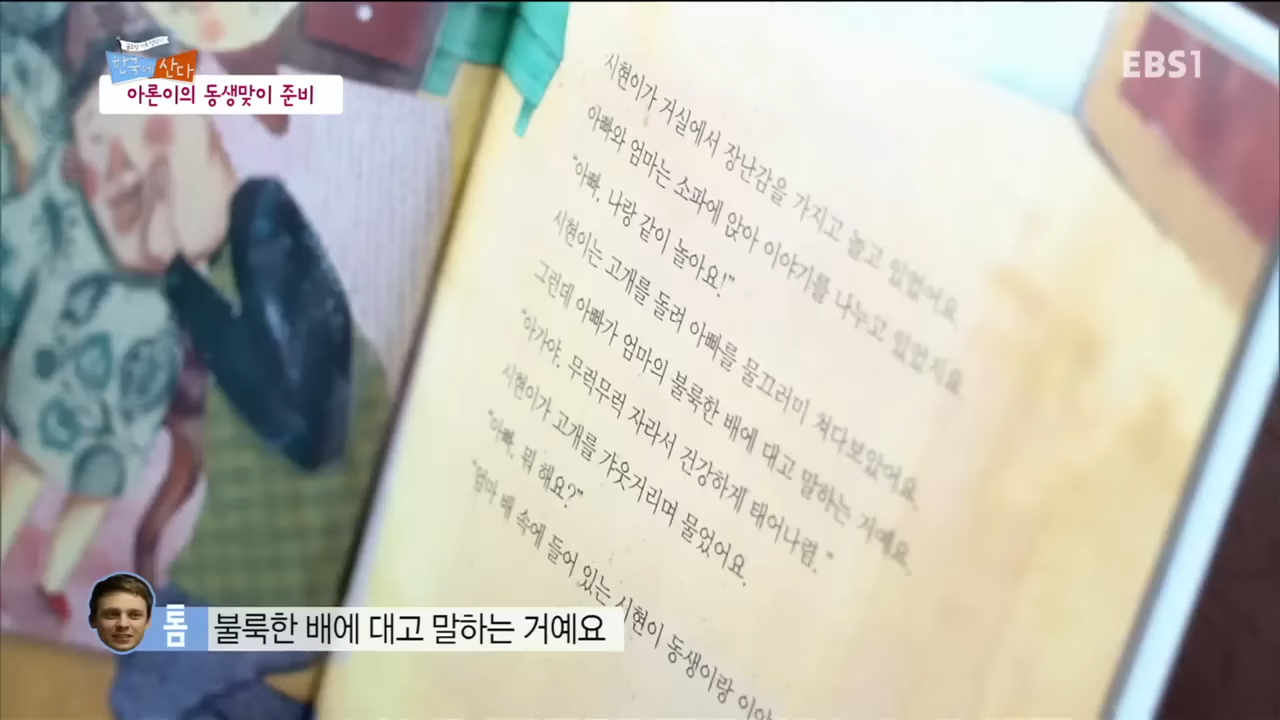 한국에 산다
아론이의 동생맞이 준비
EBS1
시현이가 거실에서 장난감을 가지고 놀고 있었어요.
아빠와 엄마는 소파에 앉아 이야기를 나누고 있었지요.
"아빠, 나랑 같이 놀아요!"
시현이는 고개를 돌려 아빠를 물끄러미 쳐다보았어요.
그런데 아빠가 엄마의 불룩한 배에 대고 말하는 거예요.
"아가야, 무럭무럭 자라서 건강하게 태어나렴."
시현이가 고개를 갸웃거리며 물었어요.
"아빠, 뭐 해요?"
"엄마 배 속에 들어 있는 시현이 동생이랑
톰 불룩한 배에 대고 말하는 거예요